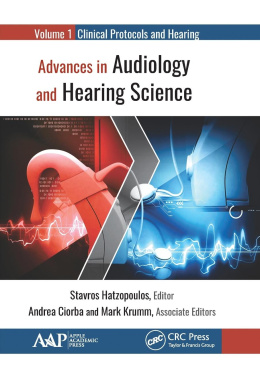 Volume 1 Clinical Protocols and Hearing
Advances in Audiology
and Hearing Science
Stavros Hatzopoulos, Editor
Andrea Ciorba and Mark Krumm, Associate Editors
AAP
APPLE
ACADEMIC
PRESS
CRC
CRC Press
Taylor & Francis Group